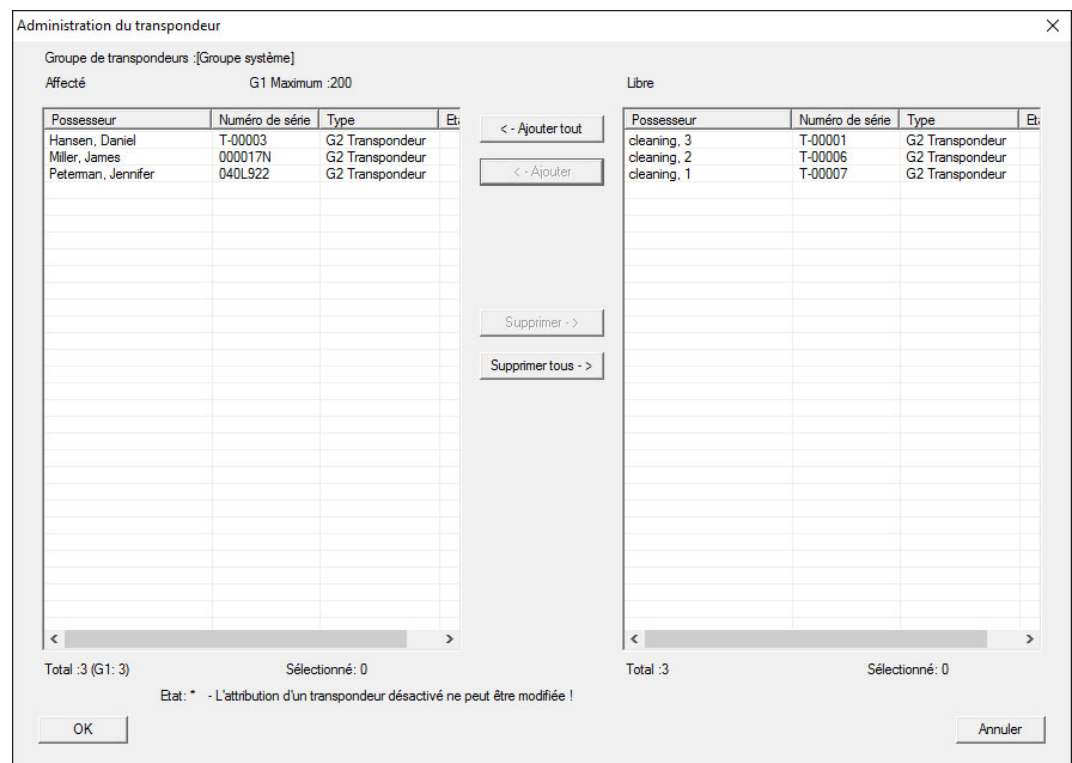 Administration du transpondeur
Groupe de transpondeurs :[Groupe système]
Affecté G1 Maximum :200
Possesseur Numéro de série Type Eta
Hansen, Daniel T-00003 G2 Transpondeur
Miller, James 000017N G2 Transpondeur
Peterman, Jennifer 040L922 G2 Transpondeur
Total :3 (G1: 3) Sélectionné: 0
< - Ajouter tout
< - Ajouter
Supprimer - >
Supprimer tous - >
Libre
Possesseur Numéro de série Type Eta
cleaning, 3 T-00001 G2 Transpondeur
cleaning, 2 T-00006 G2 Transpondeur
cleaning, 1 T-00007 G2 Transpondeur
Total :3 Sélectionné: 0
Etat: * - L'attribution d'un transpondeur désactivé ne peut être modifiée !
OK
Annuler